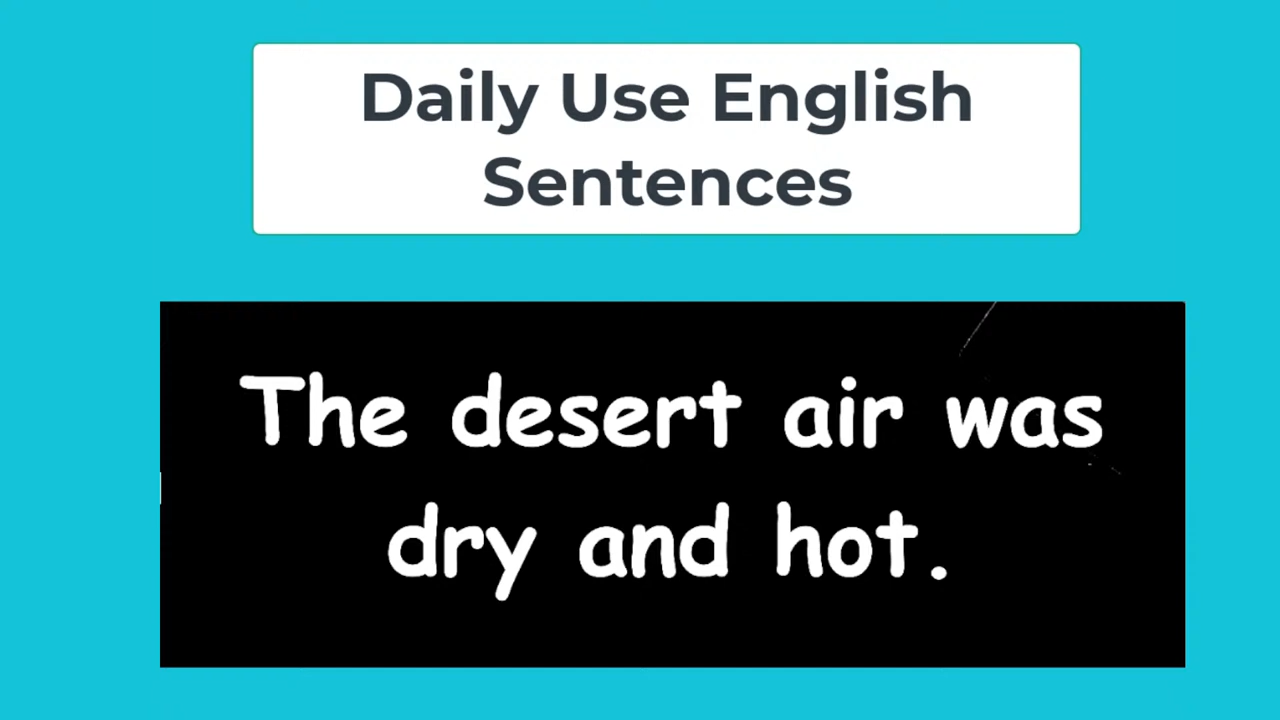 Daily Use English
Sentences
The desert air was
dry and hot.